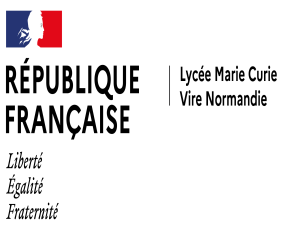 RÉPUBLIQUE
FRANÇAISE
Liberté
Égalité
Fraternité
Lycée Marie Curie
Vire Normandie